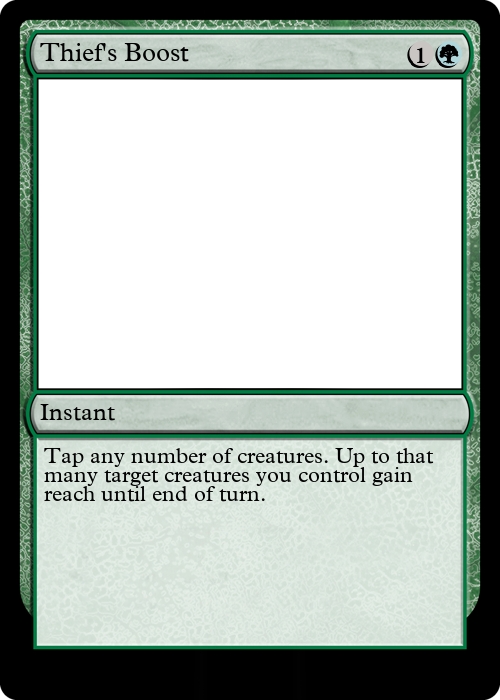 Thief's Boost 1
Instant
Tap any number of creatures. Up to that
many target creatures you control gain
reach until end of turn.